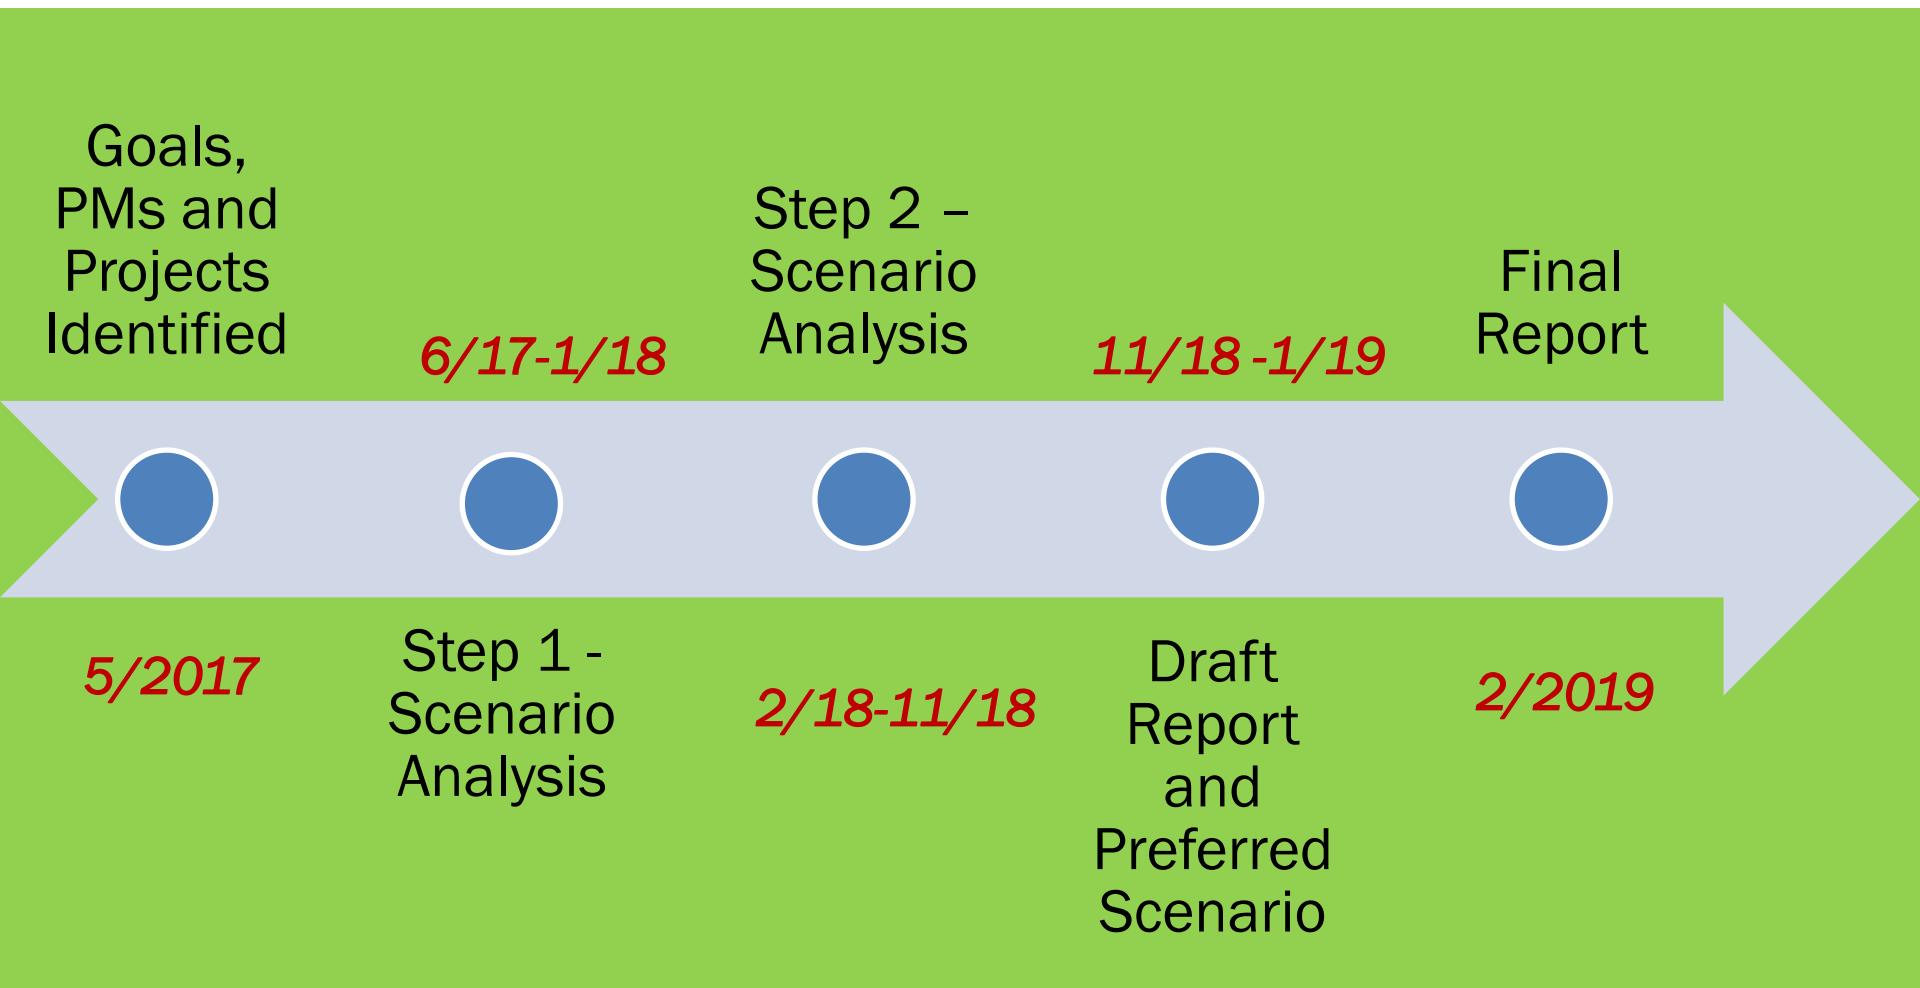 Goals,
PMs and
Projects
Identified
5/2017
6/17-1/18
Step 1 -
Scenario
Analysis
Step 2 –
Scenario
Analysis
2/18-11/18
11/18 -1/19
Draft
Report
and
Preferred
Scenario
Final
Report
2/2019